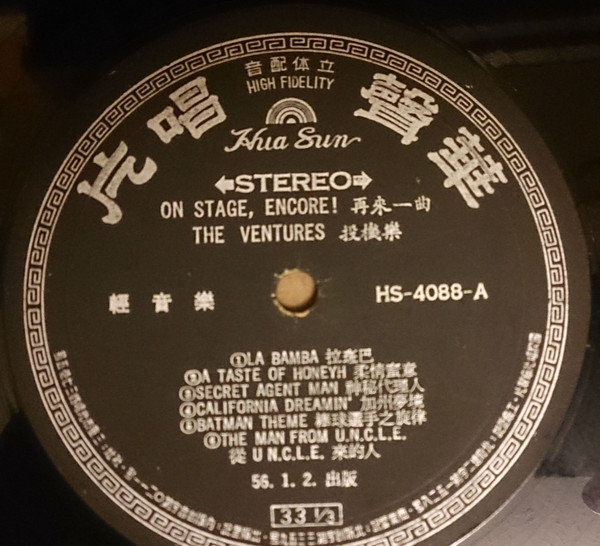 音配体立
HIGH FIDELITY
片唱聲華
Hua Sun
STEREO
ON STAGE, ENCORE! 再來一曲
THE VENTURES 投機樂
輕音樂
HS-4088-A
①LA BAMBA 拉巴
②A TASTE OF HONEYH 柔情蜜意
③SECRET AGENT MAN 神秘代理人
④CALIFORNIA DREAMIN' 加州夢境
⑤BATMAN THEME 棒球選手之旋律
⑥THE MAN FROM U.N.C.L.E.
從 U N.C.L.E. 來的人
56. 1. 2. 出版
33 1/3